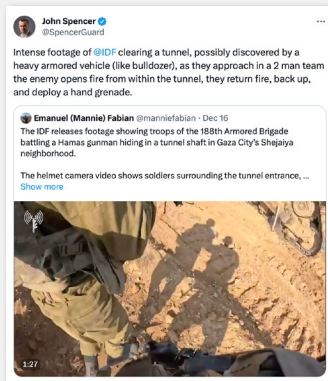 John Spencer
@SpencerGuard
Intense footage of @IDF clearing a tunnel, possibly discovered by a
heavy armored vehicle (like bulldozer), as they approach in a 2 man team
the enemy opens fire from within the tunnel, they return fire, back up,
and deploy a hand grenade.
Emanuel (Mannie) Fabian @manniefabian · Dec 16
The IDF releases footage showing troops of the 188th Armored Brigade
battling a Hamas gunman hiding in a tunnel shaft in Gaza City's Shejaiya
neighborhood.
The helmet camera video shows soldiers surrounding the tunnel entrance, ...
Show more
1:27